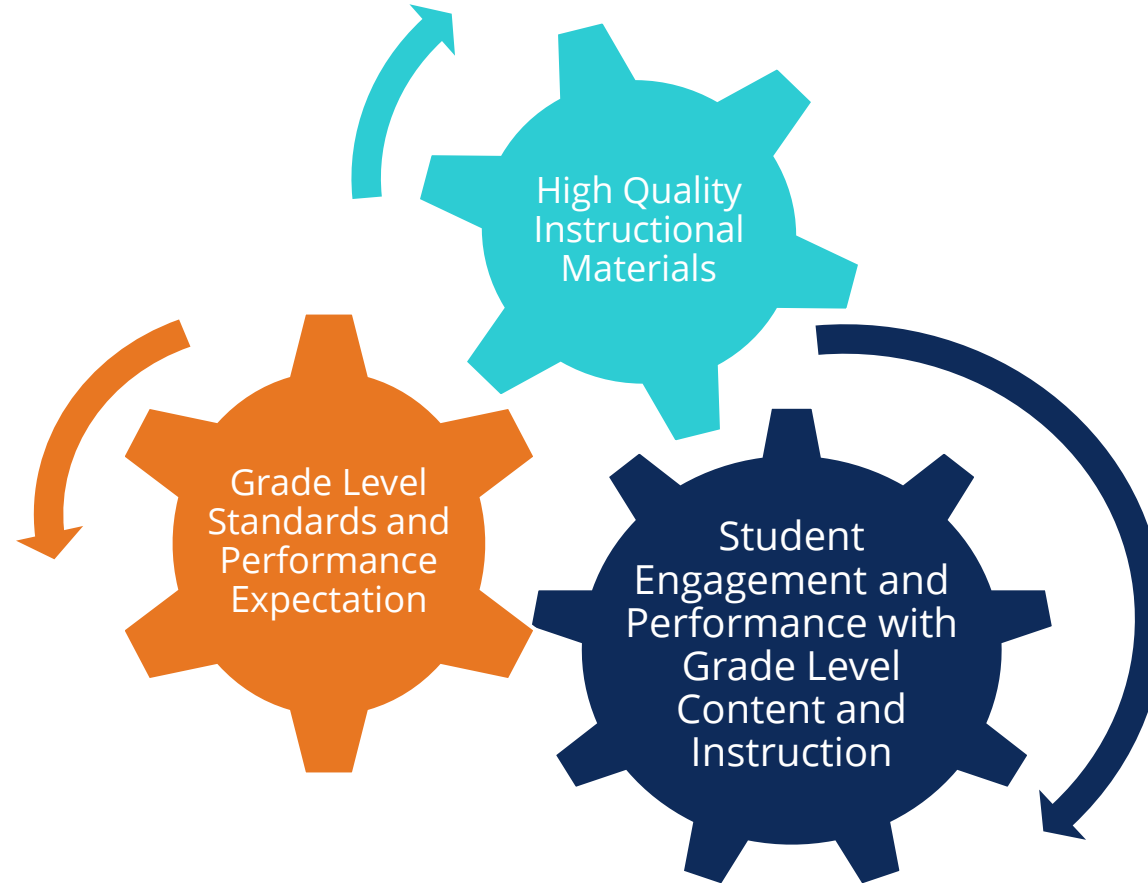 High Quality
Instructional
Materials
Grade Level
Standards and
Performance
Expectation
Student
Engagement and
Performance with
Grade Level
Content and
Instruction